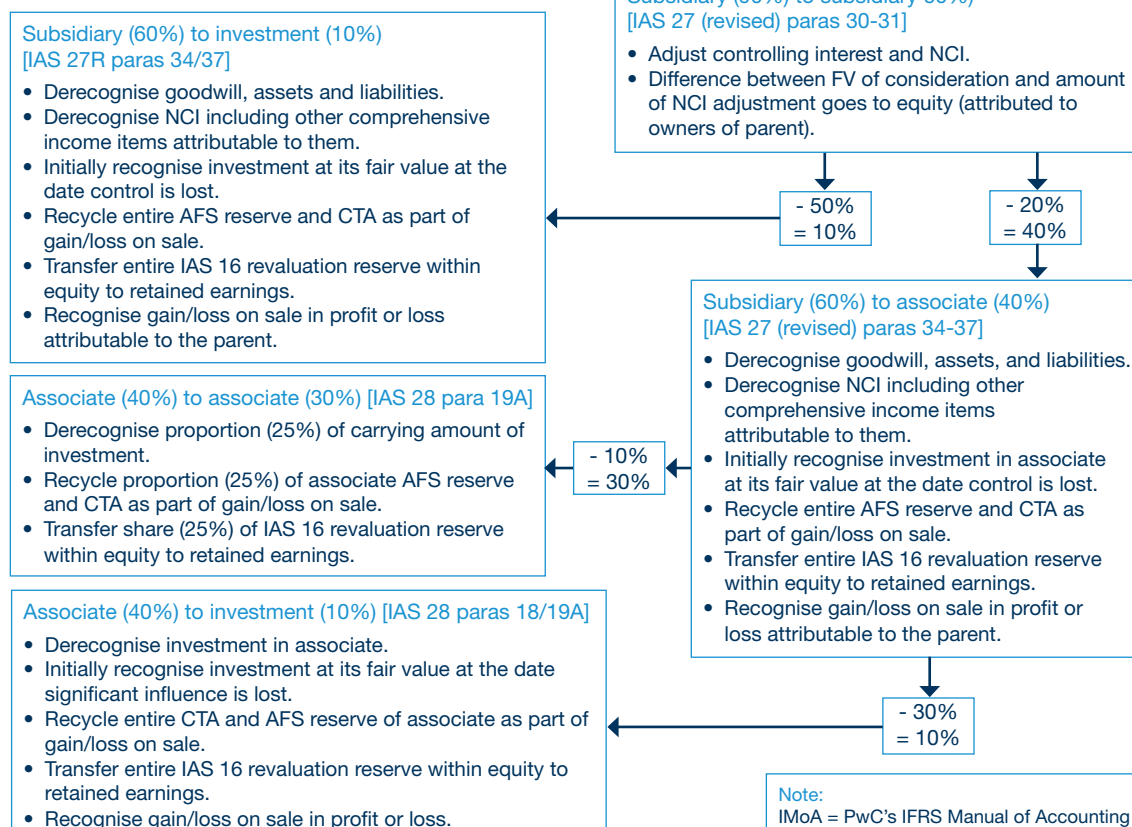 Subsidiary (60%) to investment (10%)
[IAS 27R paras 34/37]
• Derecognise goodwill, assets and liabilities.
• Derecognise NCI including other comprehensive
income items attributable to them.
• Initially recognise investment at its fair value at the
date control is lost.
• Recycle entire AFS reserve and CTA as part of
gain/loss on sale.
• Transfer entire IAS 16 revaluation reserve within
equity to retained earnings.
• Recognise gain/loss on sale in profit or loss
attributable to the parent.
[IAS 27 (revised) paras 30-31]
• Adjust controlling interest and NCI.
• Difference between FV of consideration and amount
of NCI adjustment goes to equity (attributed to
owners of parent).
- 50%
= 10%
- 20%
= 40%
Subsidiary (60%) to associate (40%)
[IAS 27 (revised) paras 34-37]
• Derecognise goodwill, assets, and liabilities.
• Derecognise NCI including other
comprehensive income items
attributable to them.
• Initially recognise investment in associate
at its fair value at the date control is lost.
• Recycle entire AFS reserve and CTA as
part of gain/loss on sale.
• Transfer entire IAS 16 revaluation reserve
within equity to retained earnings.
• Recognise gain/loss on sale in profit or
loss attributable to the parent.
Associate (40%) to associate (30%) [IAS 28 para 19A]
• Derecognise proportion (25%) of carrying amount of
investment.
• Recycle proportion (25%) of associate AFS reserve
and CTA as part of gain/loss on sale.
• Transfer share (25%) of IAS 16 revaluation reserve
within equity to retained earnings.
- 10%
= 30%
Associate (40%) to investment (10%) [IAS 28 paras 18/19A]
• Derecognise investment in associate.
• Initially recognise investment at its fair value at the date
significant influence is lost.
• Recycle entire CTA and AFS reserve of associate as part of
gain/loss on sale.
• Transfer entire IAS 16 revaluation reserve within equity to
retained earnings.
• Recognise gain/loss on sale in profit or loss.
- 30%
= 10%
Note:
IMoA = PwC's IFRS Manual of Accounting